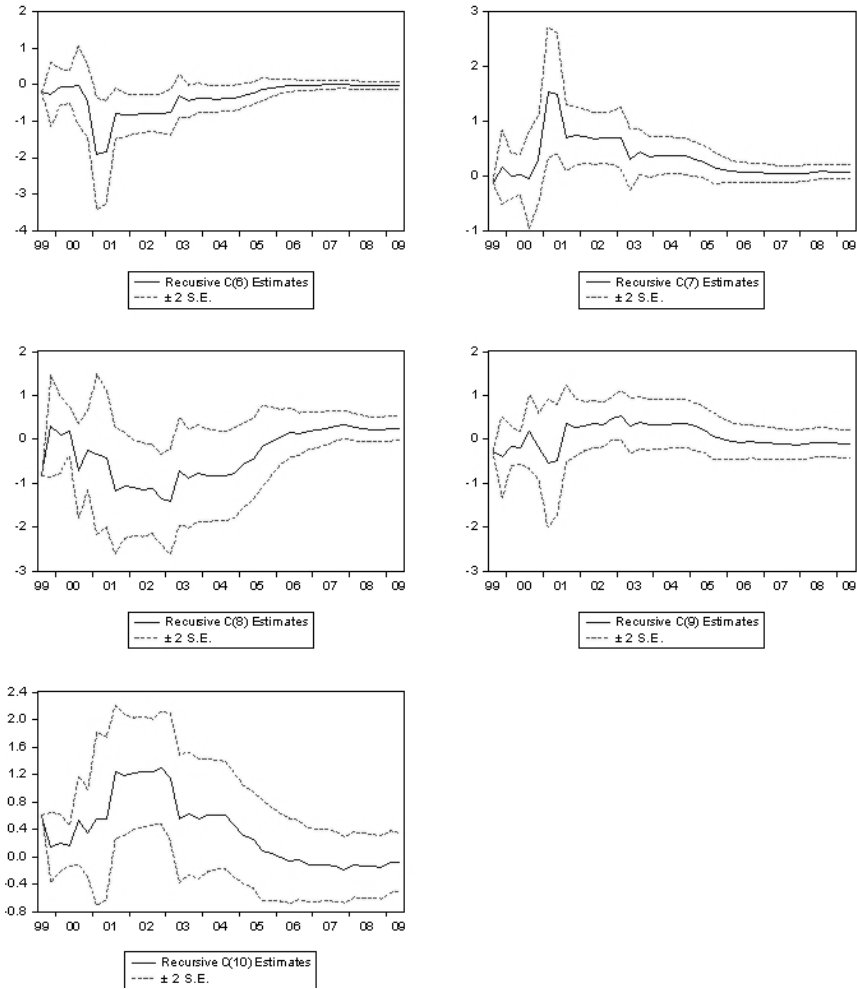 2
1
0
-1
-2
-3
-4
99 00 01 02 03 04 05 06 07 08 09
Recursive C(6) Estimates
± 2 S.E.
3
2
1
0
-1
99 00 01 02 03 04 05 06 07 08 09
Recursive C(7) Estimates
± 2 S.E.
2
1
0
-1
-2
-3
99 00 01 02 03 04 05 06 07 08 09
Recursive C(8) Estimates
± 2 S.E.
2
1
0
-1
-2
-3
99 00 01 02 03 04 05 06 07 08 09
Recursive C(9) Estimates
± 2 S.E.
2.4
2.0
1.6
1.2
0.8
0.4
0.0
-0.4
-0.8
99 00 01 02 03 04 05 06 07 08 09
Recursive C(10) Estimates
± 2 S.E.